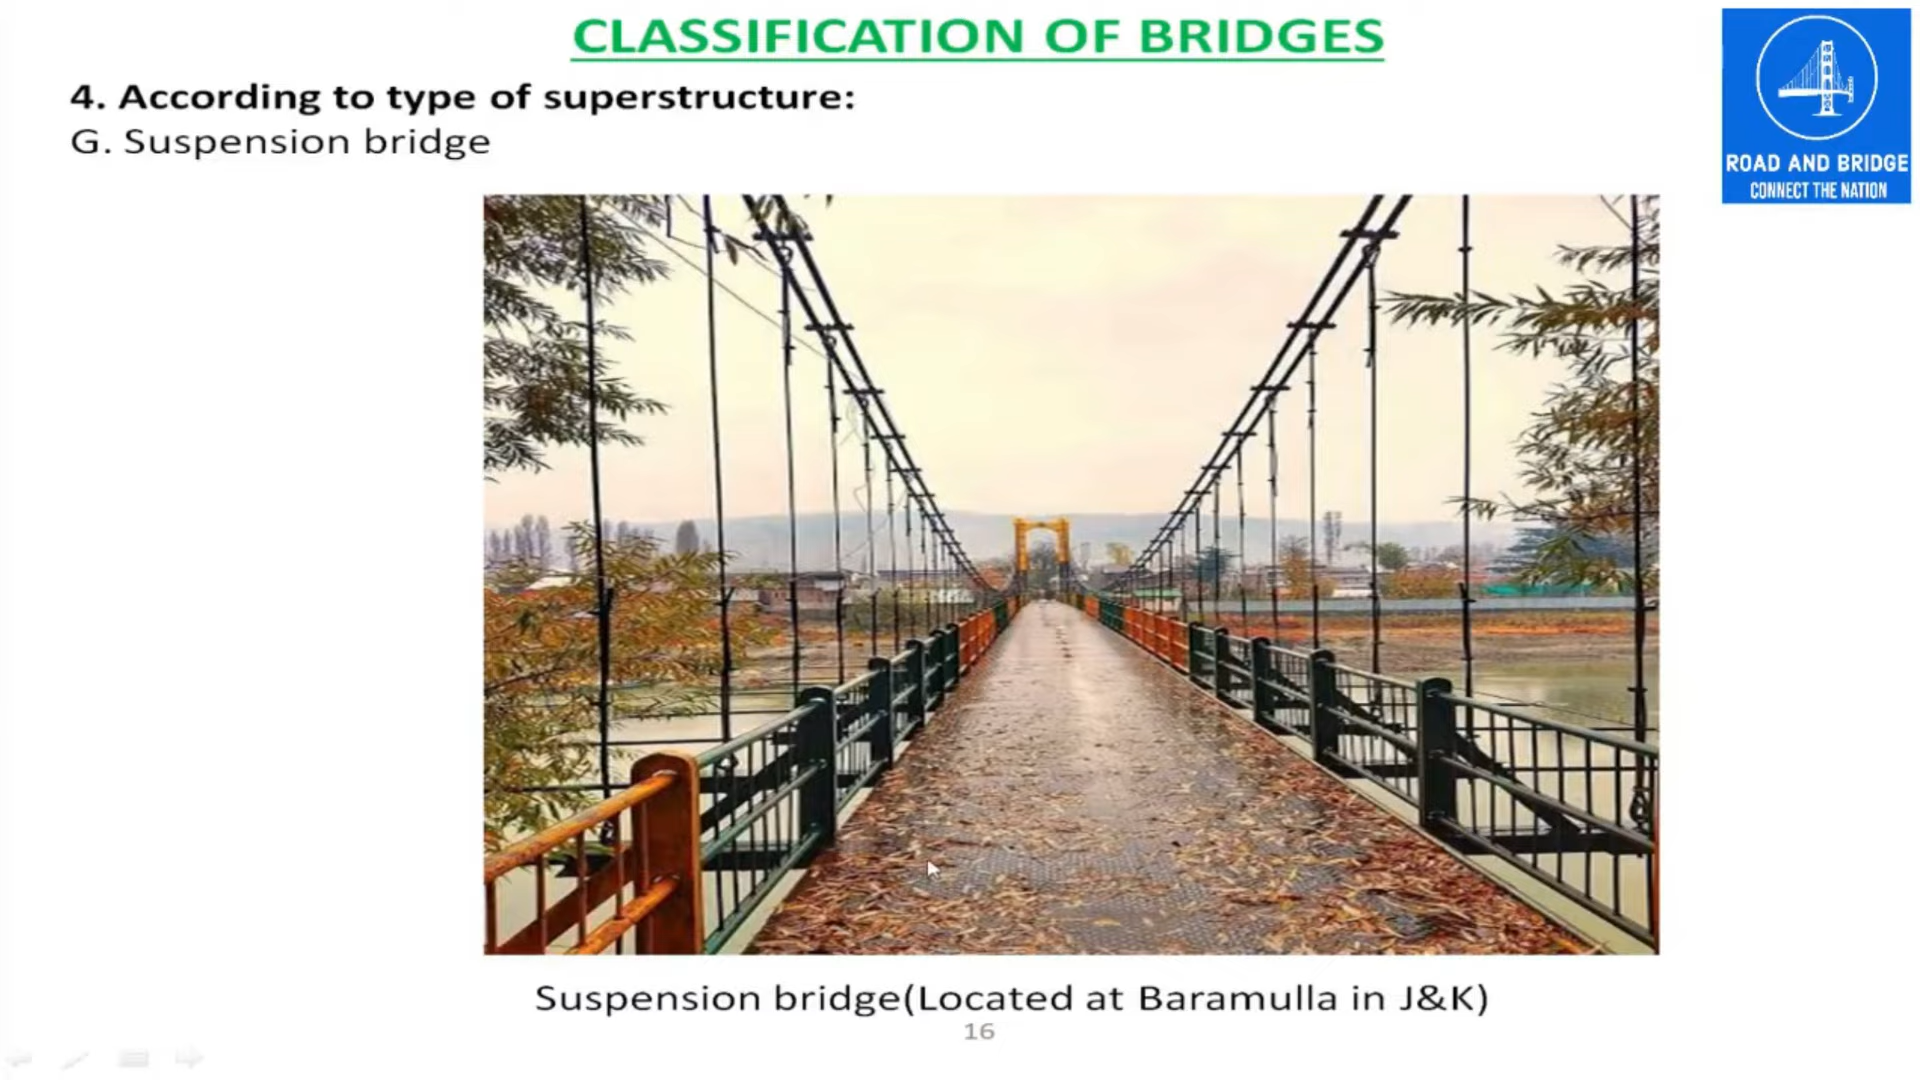 CLASSIFICATION OF BRIDGES
4. According to type of superstructure:
G. Suspension bridge
ROAD AND BRIDGE
CONNECT THE NATION
Suspension bridge(Located at Baramulla in J&K)
16